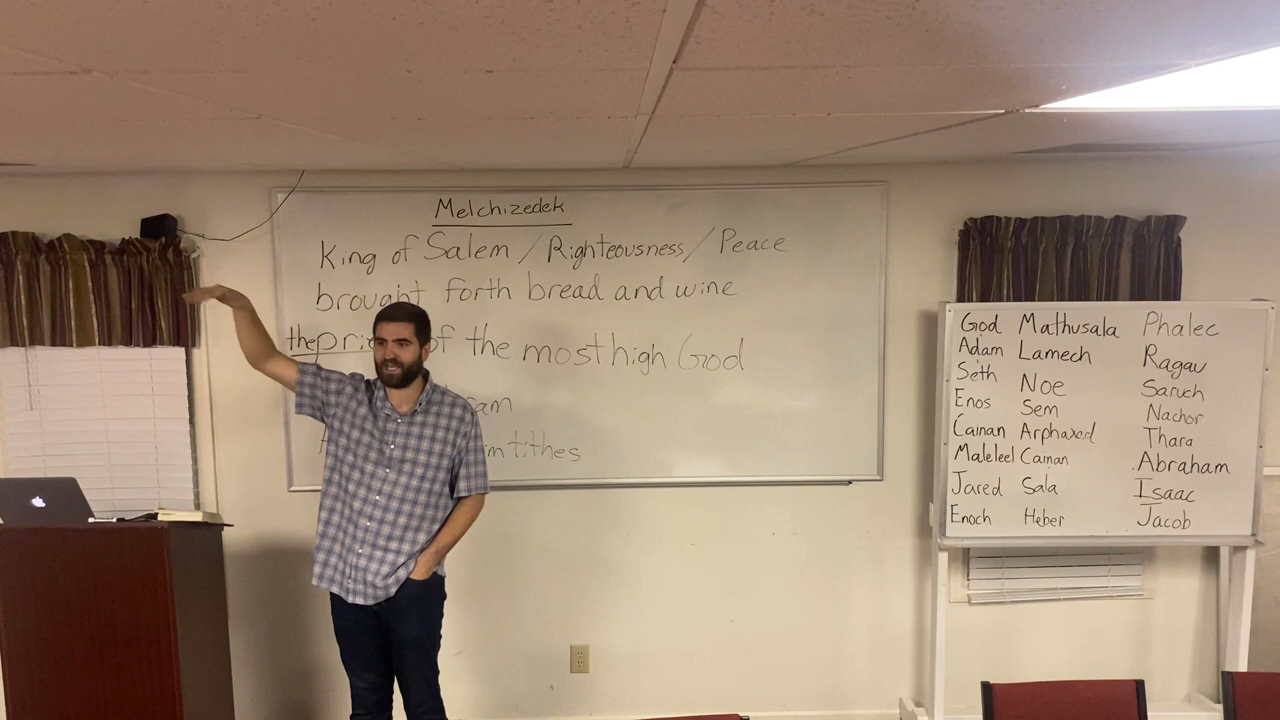 Melchizedek
King of Salem / Righteousness / Peace
brought forth bread and wine
the of the most high God
tithes
God Mathusala Phalec
Adam Lamech Ragau
Seth Noe Saruch
Enos Sem Nachor
Cainan Arphaxad Thara
Maleleel Cainan Abraham
Jared Sala Isaac
Enoch Heber Jacob